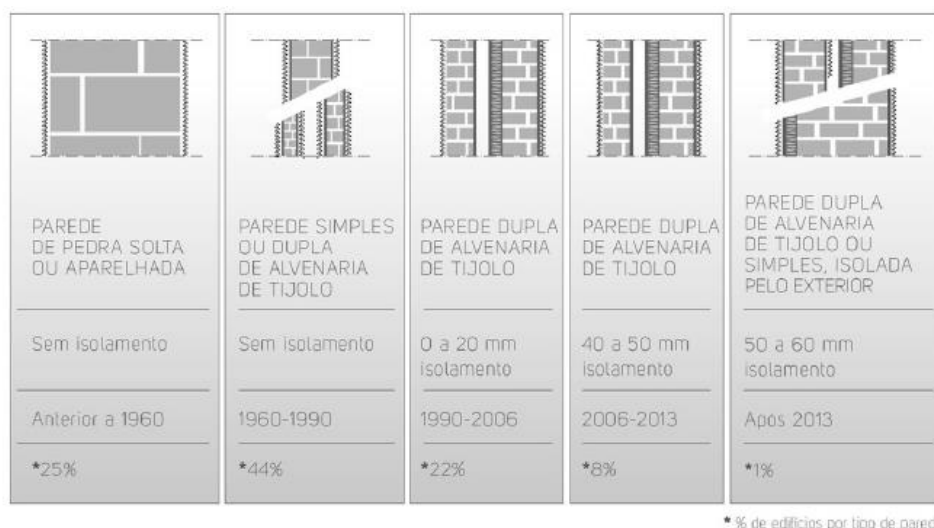 PAREDE
DE PEDRA SOLTA
OU APARELHADA
Sem isolamento
Anterior a 1960
*25%
PAREDE SIMPLES
OU DUPLA
DE ALVENARIA
DE TIJOLO
Sem isolamento
1960-1990
*44%
PAREDE DUPLA
DE ALVENARIA
DE TIJOLO
0 a 20 mm
isolamento
1990-2006
*22%
PAREDE DUPLA
DE ALVENARIA
DE TIJOLO
40 a 50 mm
isolamento
2006-2013
*8%
PAREDE DUPLA
DE ALVENARIA
DE TIJOLO OU
SIMPLES, ISOLADA
PELO EXTERIOR
50 a 60 mm
isolamento
Apos 2013
*1%
* % de edifícios por tipo de pared